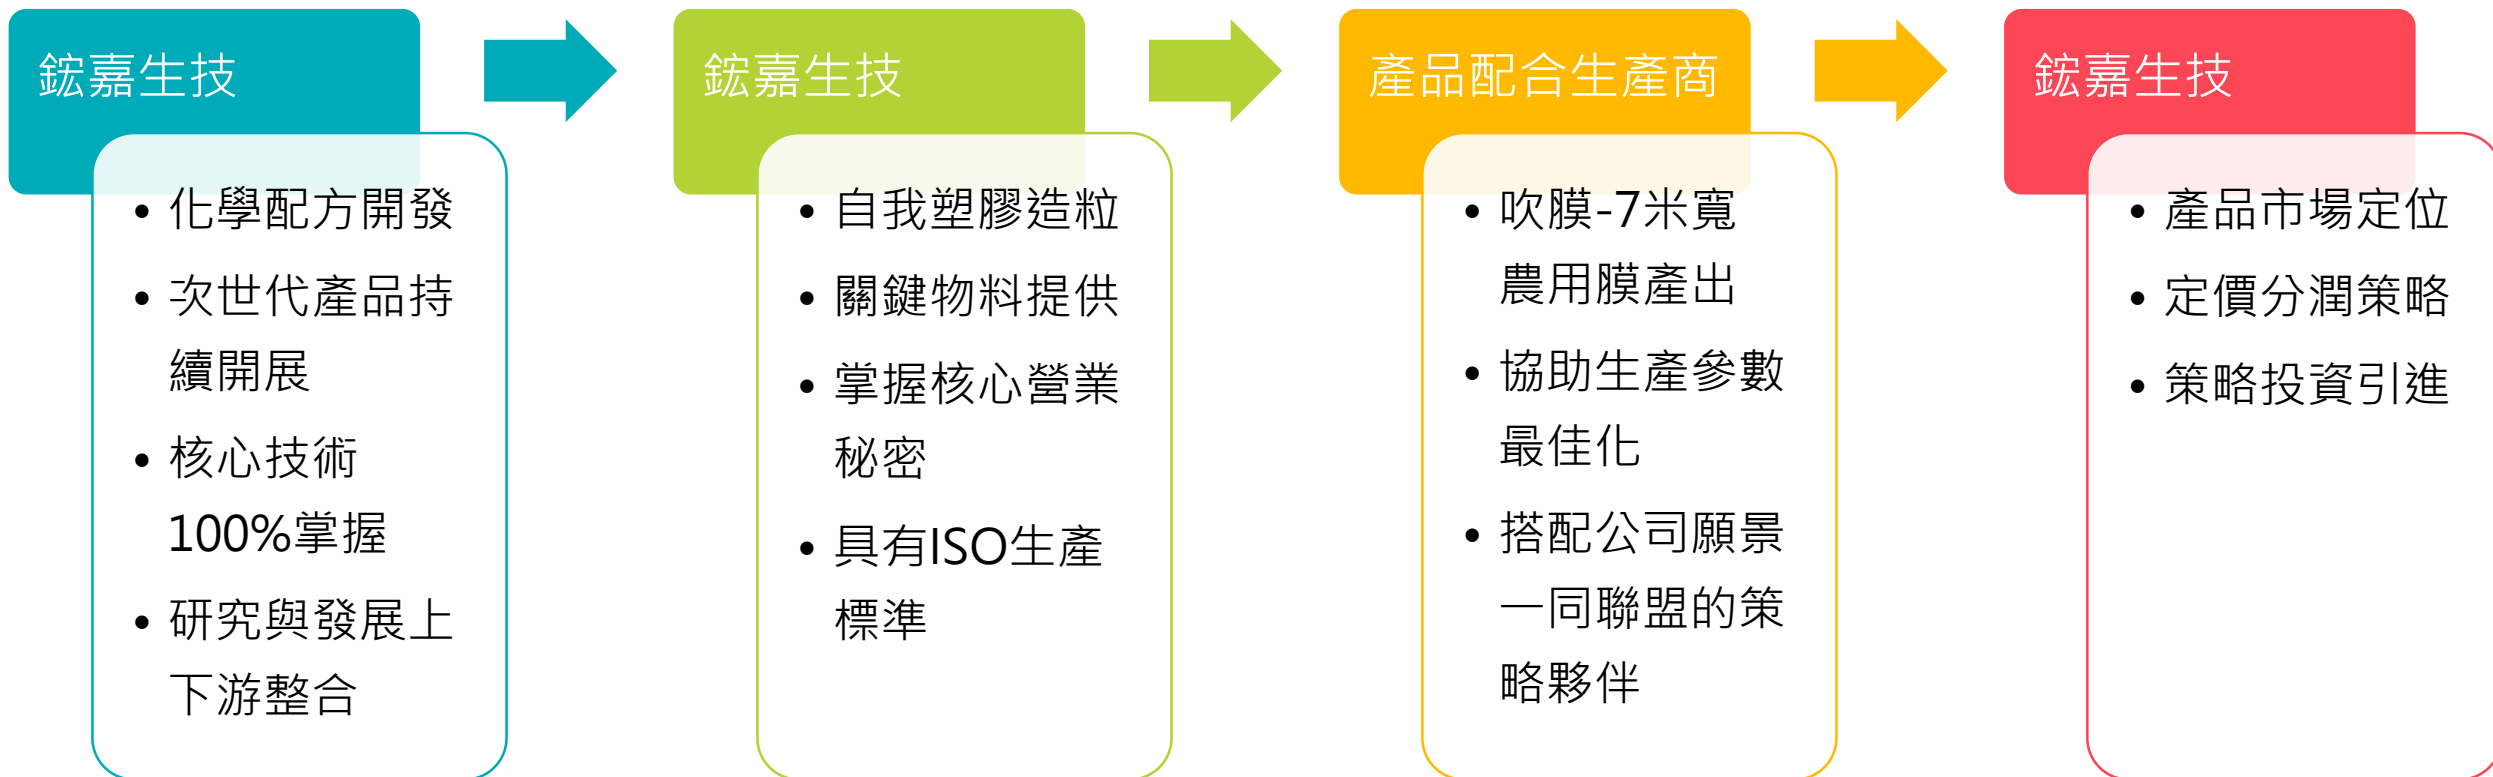 鋐憙生技
• 化學配方開發
• 次世代產品持
續開展
• 核心技術
100%掌握
• 研究與發展上
下游整合
鋐憙生技
• 自我塑膠造粒
• 關鍵物料自供
• 掌握核心營業
秘密
• 具有ISO生產
標準
產品合配合生產商
• 吹膜-7米寬
農用膜產出
• 協助生產參數
最佳化
• 搭配公司願景
一同聯盟的策
略夥伴
鋐憙生技
• 產品市場定位
• 定價分潤策略
• 策略投資引進